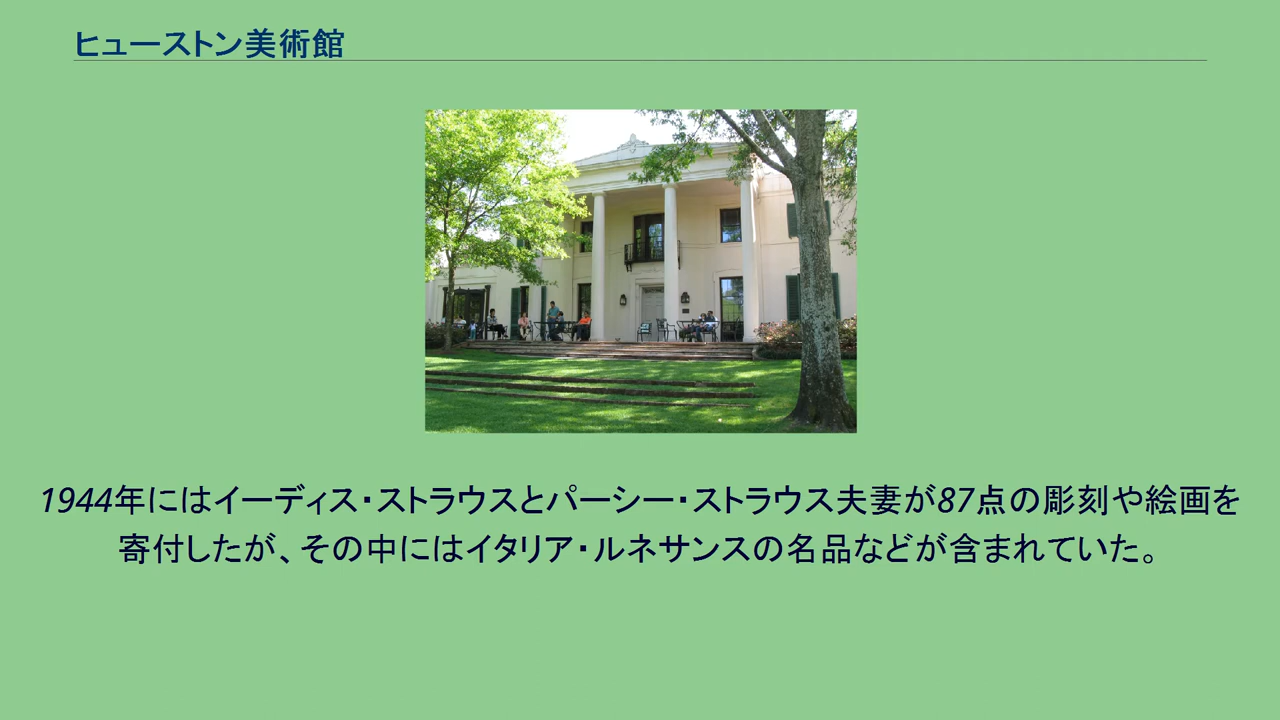 ヒューストン美術館
1944年にはイーディス・ストラウスとパーシー・ストラウス夫妻が87点の彫刻や絵画を
寄付したが、その中にはイタリア・ルネサンスの名品などが含まれていた。